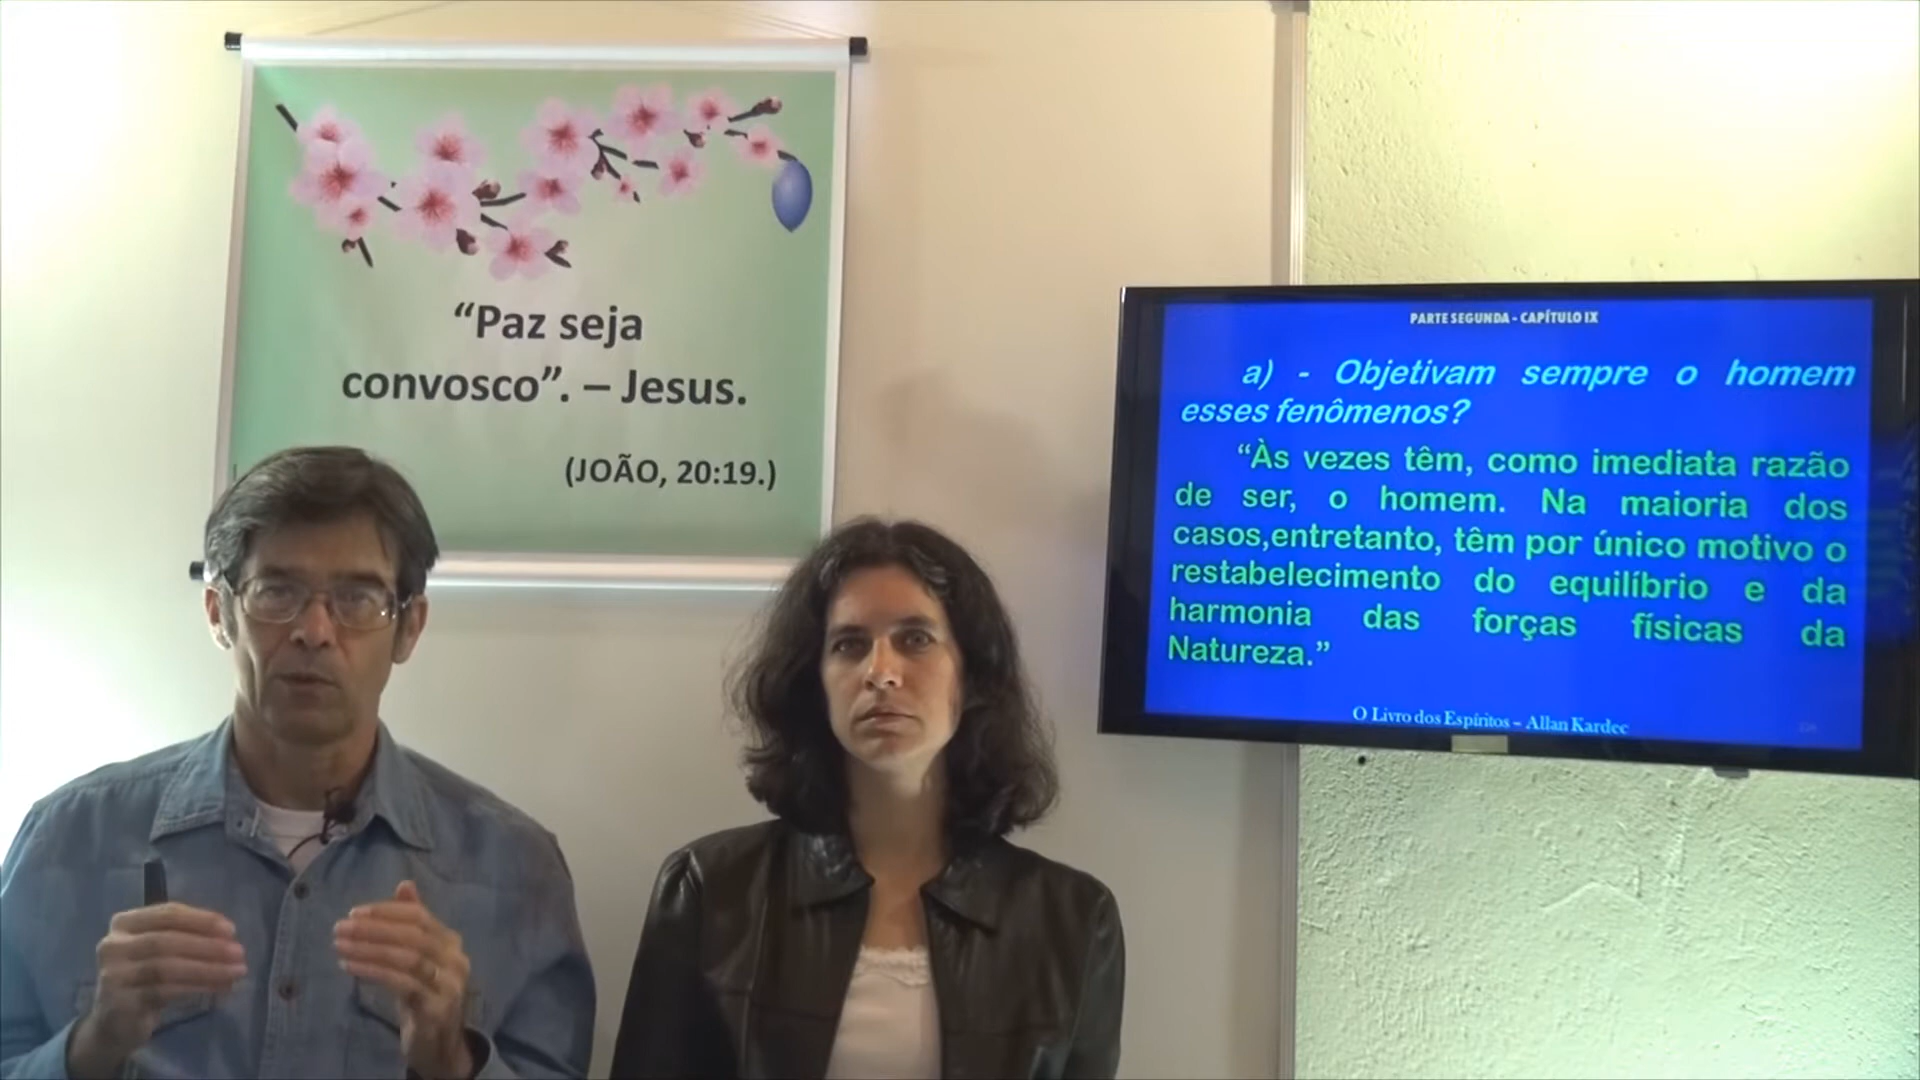 “Paz seja
convosco”. – Jesus.
(JOÃO, 20:19.)
PARTE SEGUNDA - CAPÍTULO IX
a) - Objetivam sempre o homem
esses fenômenos?
“Às vezes têm, como imediata razão
de ser, o homem. Na maioria dos
casos,entretanto, têm por único motivo o
restabelecimento do equilíbrio e da
harmonia das forças físicas da
Natureza.”
O Livro dos Espíritos – Allan Kardec